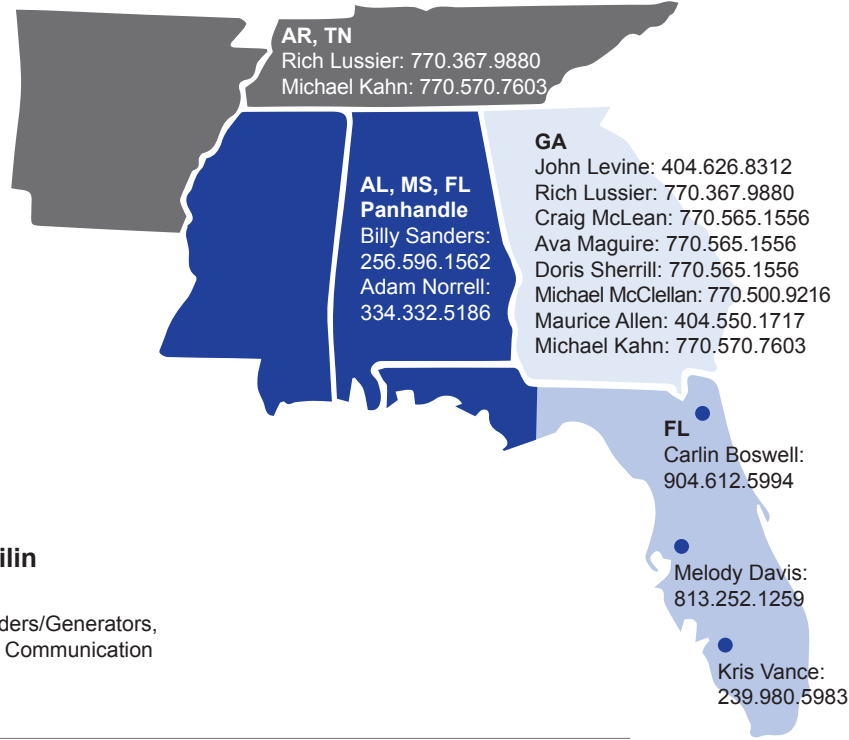 AR, TN
Rich Lussier: 770.367.9880
Michael Kahn: 770.570.7603
GA
John Levine: 404.626.8312
Rich Lussier: 770.367.9880
Craig McLean: 770.565.1556
Ava Maguire: 770.565.1556
Doris Sherrill: 770.565.1556
Michael McClellan: 770.500.9216
Maurice Allen: 404.550.1717
Michael Kahn: 770.570.7603
AL, MS, FL
Panhandle
Billy Sanders:
256.596.1562
Adam Norrell:
334.332.5186
FL
Carlin Boswell:
904.612.5994
Melody Davis:
813.252.1259
Kris Vance:
239.980.5983
ilin
ders/Generators,
Communication